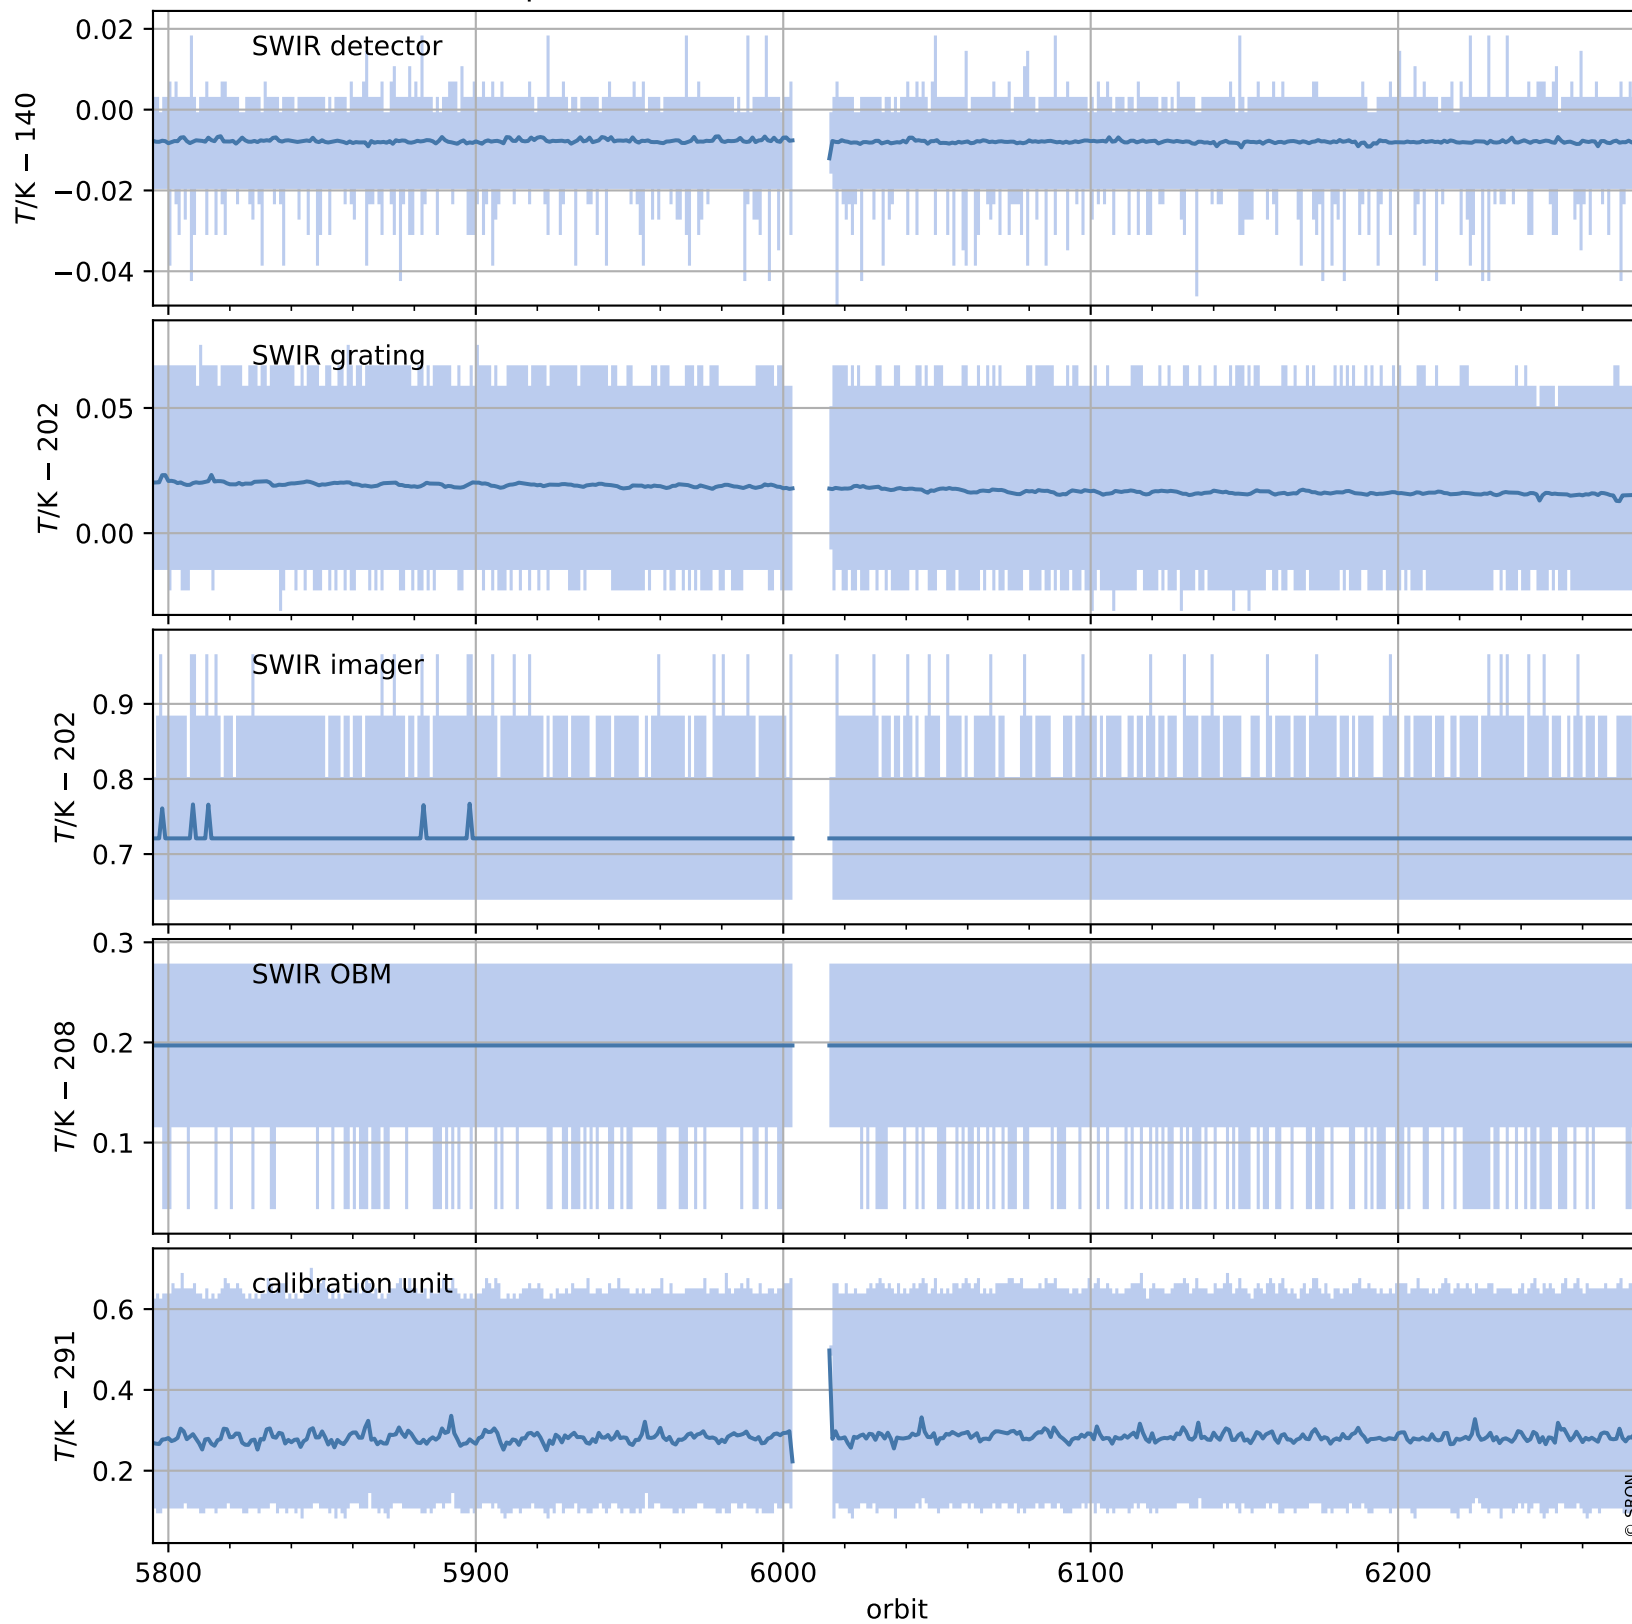 0.02
0.00
−0.02
−0.04
T/K − 140
SWIR detector
0.05
0.00
T/K − 202
SWIR grating
0.9
0.8
0.7
T/K − 202
SWIR imager
0.3
0.2
0.1
T/K − 208
SWIR OBM
0.6
0.4
0.2
T/K − 291
calibration unit
5800 5900 6000 6100 6200
orbit
© SRON